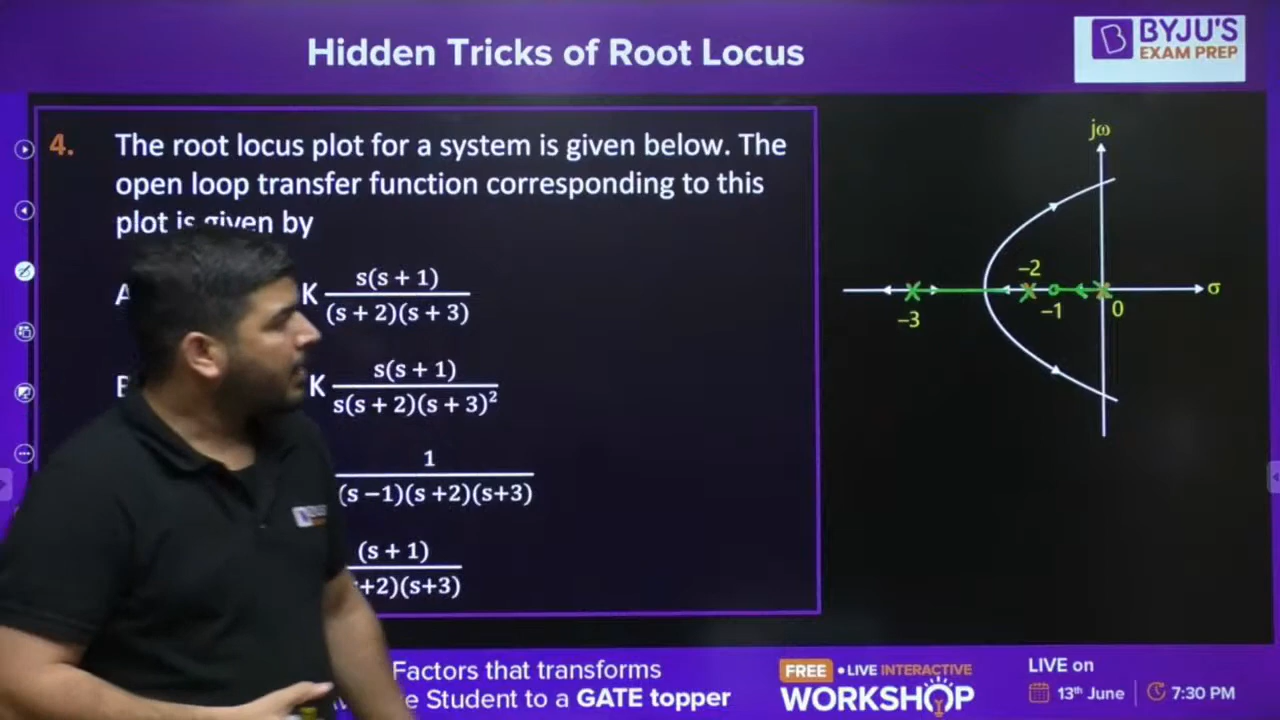 Hidden Tricks of Root Locus
BYJU'S
EXAM PREP
4. The root locus plot for a system is given below. The
open loop transfer function corresponding to this
plot is given by
K s(s + 1)
(s + 2)(s + 3)
K s(s + 1)
s(s + 2)(s + 3)²
1
(s –1)(s +2)(s+3)
(s + 1)
+2)(s+3)
jω
–2
σ
–3
–1
0
Factors that transforms
e Student to a GATE topper
FREE • LIVE INTERACTIVE
WORKSHOP
LIVE on
13th June
7:30 PM